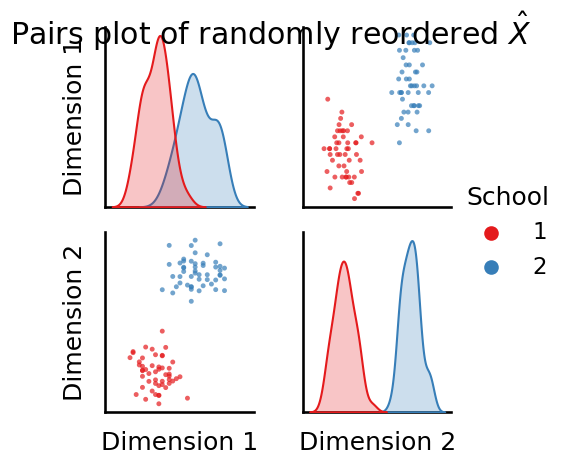 Pairs plot of randomly reordered X̂
Dimension 1
School
1
2
Dimension 2
Dimension 1
Dimension 2